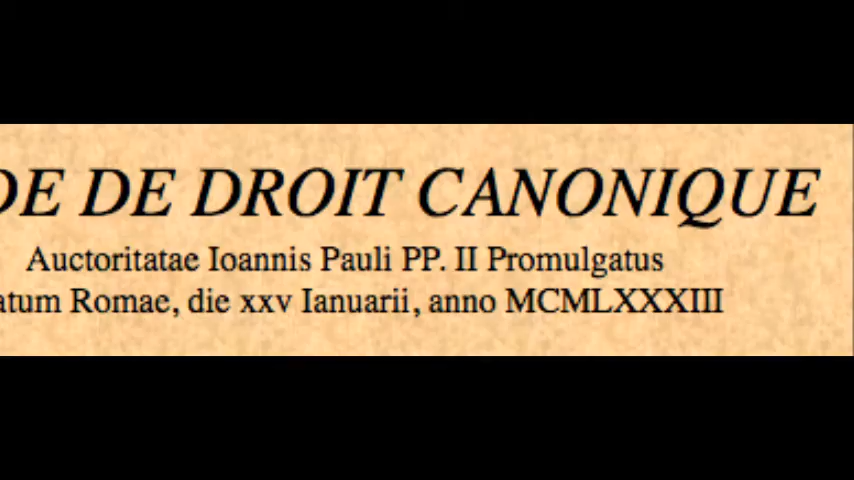 DE DE DROIT CANONIQUE
Auctoritatae Ioannis Pauli PP. II Promulgatus
atum Romae, die xxv Ianuarii, anno MCMLXXXIII